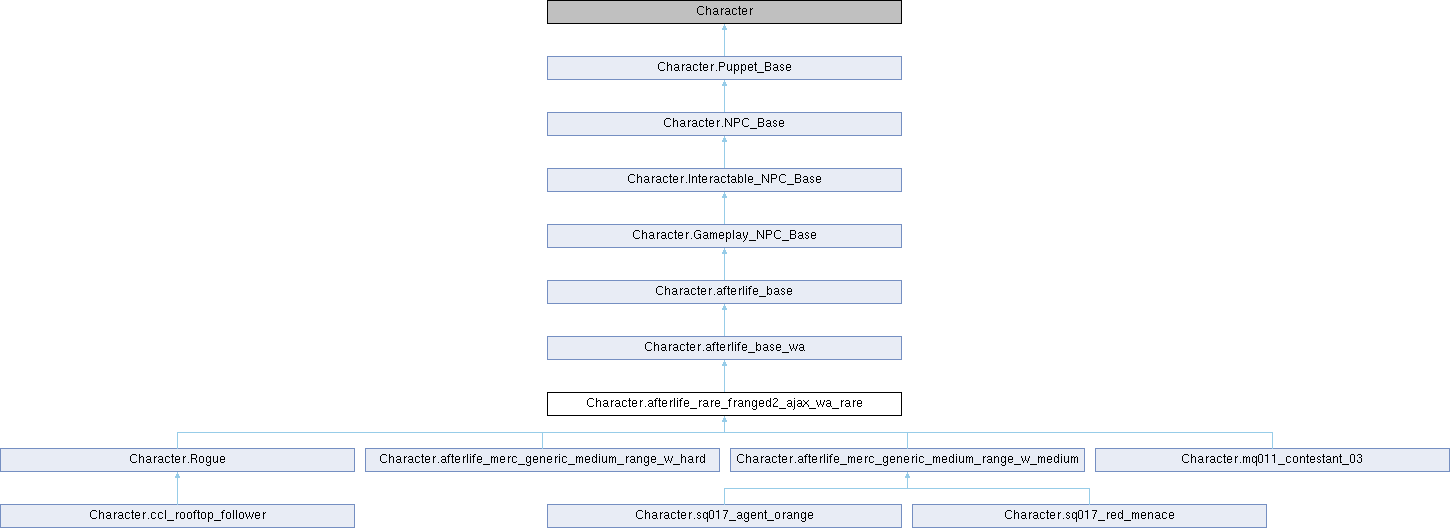 Character
Character.Puppet_Base
Character.NPC_Base
Character.Interactable_NPC_Base
Character.Gameplay_NPC_Base
Character.afterlife_base
Character.afterlife_base_wa
Character.afterlife_rare_franged2_ajax_wa_rare
Character.Rogue
Character.afterlife_merc_generic_medium_range_w_hard
Character.afterlife_merc_generic_medium_range_w_medium
Character.mq011_contestant_03
Character.ccl_rooftop_follower
Character.sq017_agent_orange
Character.sq017_red_menace